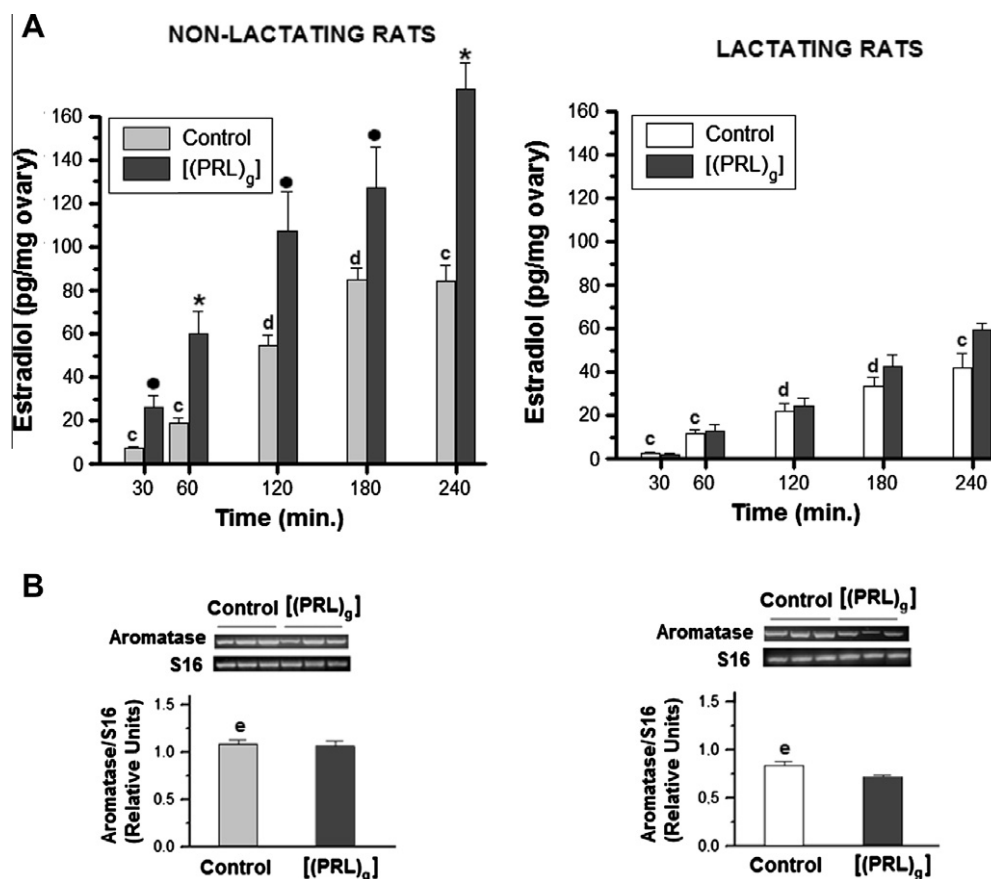 A
NON-LACTATING RATS
Estradiol (pg/mg ovary)
160
140
120
100
80
60
40
20
0
Control
[(PRL)g]
c
●
c
*
d
●
d
●
c
*
30 60 120 180 240
Time (min.)
LACTATING RATS
Estradiol (pg/mg ovary)
160
140
120
100
80
60
40
20
0
Control
[(PRL)g]
c
c
d
d
c
30 60 120 180 240
Time (min.)
B
Control [(PRL)g]
Aromatase
S16
Aromatase/S16
(Relative Units)
1.5
1.0
0.5
0.0
e
Control [(PRL)g]
Control [(PRL)g]
Aromatase
S16
Aromatase/S16
(Relative Units)
1.5
1.0
0.5
0.0
e
Control [(PRL)g]